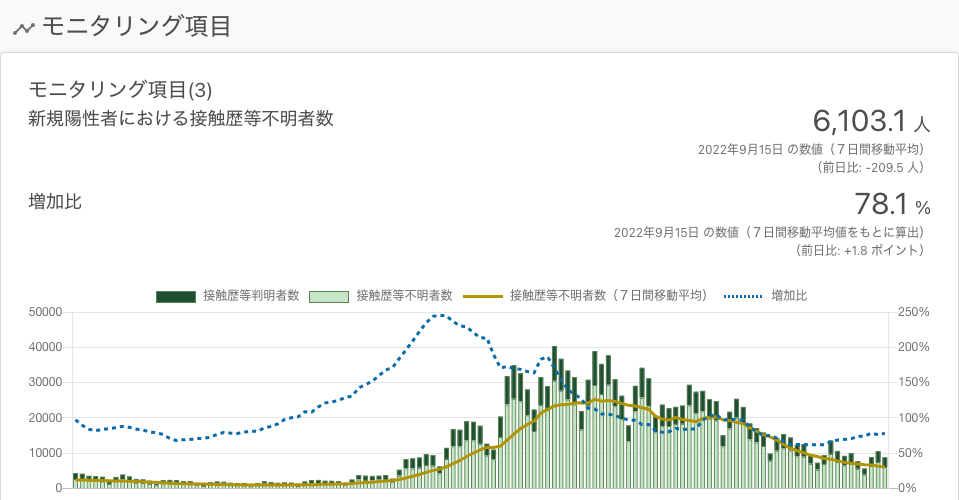 モニタリング項目
モニタリング項目(3)
新規陽性者における接触歴等不明者数
6,103.1 人
2022年9月15日 の数値（７日間移動平均）
（前日比: -209.5 人）
増加比
78.1 %
2022年9月15日 の数値（７日間移動平均値をもとに算出）
（前日比: +1.8 ポイント）
接触歴等判明者数 接触歴等不明者数 接触歴等不明者数（７日間移動平均） 増加比
50000 250%
40000 200%
30000 150%
20000 100%
10000 50%
0 0%